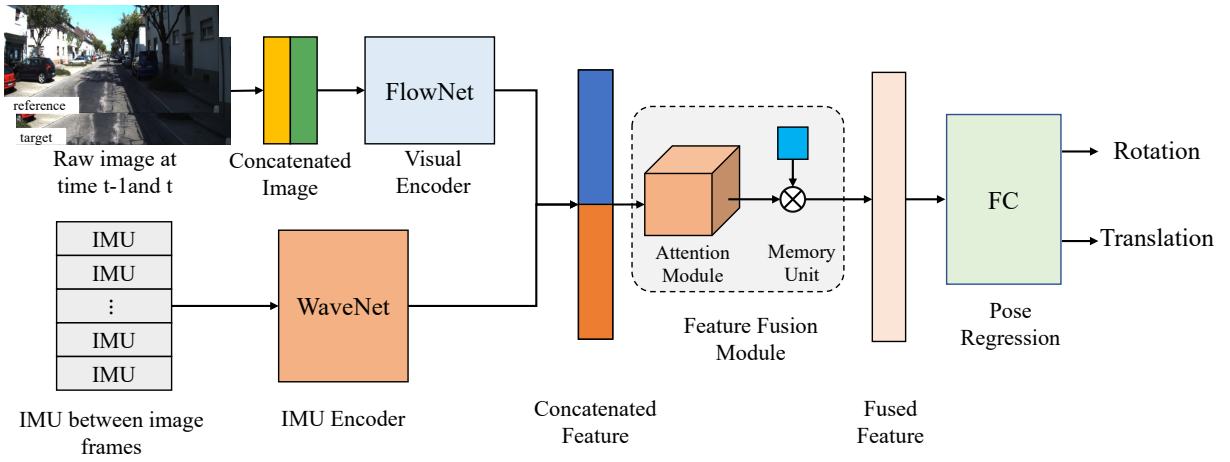 reference
target
Raw image at
time t-1and t
Concatenated
Image
FlowNet
Visual
Encoder
IMU
IMU
⋮
IMU
IMU
IMU between image
frames
WaveNet
IMU Encoder
Concatenated
Feature
Attention
Module
Memory
Unit
Feature Fusion
Module
Fused
Feature
FC
Pose
Regression
Rotation
Translation